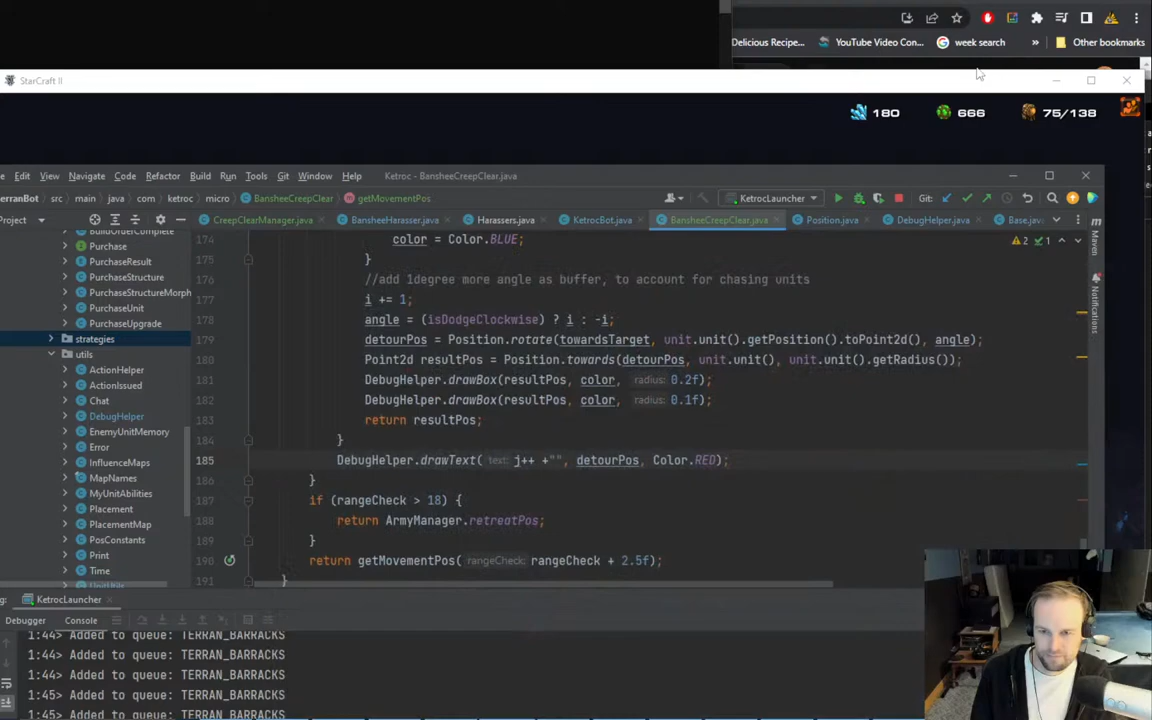 Delicious Recipe... YouTube Video Con... week search » Other bookmarks
StarCraft II
180 666 75/138
Edit View Navigate Code Refactor Build Run Tools Git Window Help Ketroc - BansheeCreepClear.java
src main java com ketroc micro BansheeCreepClear getMovementPos KetrocLauncher Git:
Project CreepClearManager.java BansheeHarasser.java Harassers.java KetrocBot.java BansheeCreepClear.java Position.java DebugHelper.java Base.java
BuildOrderComplete
Purchase
PurchaseResult
PurchaseStructure
PurchaseStructureMorph
PurchaseUnit
PurchaseUpgrade
strategies
utils
ActionHelper
ActionIssued
Chat
DebugHelper
EnemyUnitMemory
Error
InfluenceMaps
MapNames
MyUnitAbilities
Placement
PlacementMap
PosConstants
Print
Time
UnitUtils
174 color = Color.BLUE;
175 }
176 //add 1degree more angle as buffer, to account for chasing units
177 i += 1;
178 angle = (isDodgeClockwise) ? i : -i;
179 detourPos = Position.rotate(towardsTarget, unit.unit().getPosition().toPoint2d(), angle);
180 Point2d resultPos = Position.towards(detourPos, unit.unit(), unit.unit().getRadius());
181 DebugHelper.drawBox(resultPos, color, radius: 0.2f);
182 DebugHelper.drawBox(resultPos, color, radius: 0.1f);
183 return resultPos;
184 }
185 DebugHelper.drawText( text: j++ +"", detourPos, Color.RED);
186 }
187 if (rangeCheck > 18) {
188 return ArmyManager.retreatPos;
189 }
190 return getMovementPos( rangeCheck: rangeCheck + 2.5f);
191 }
2 1
Maven
Notifications
KetrocLauncher
Debugger Console
1:44> Added to queue: TERRAN_BARRACKS
1:44> Added to queue: TERRAN_BARRACKS
1:44> Added to queue: TERRAN_BARRACKS
1:45> Added to queue: TERRAN_BARRACKS
1:45> Added to queue: TERRAN_BARRACKS